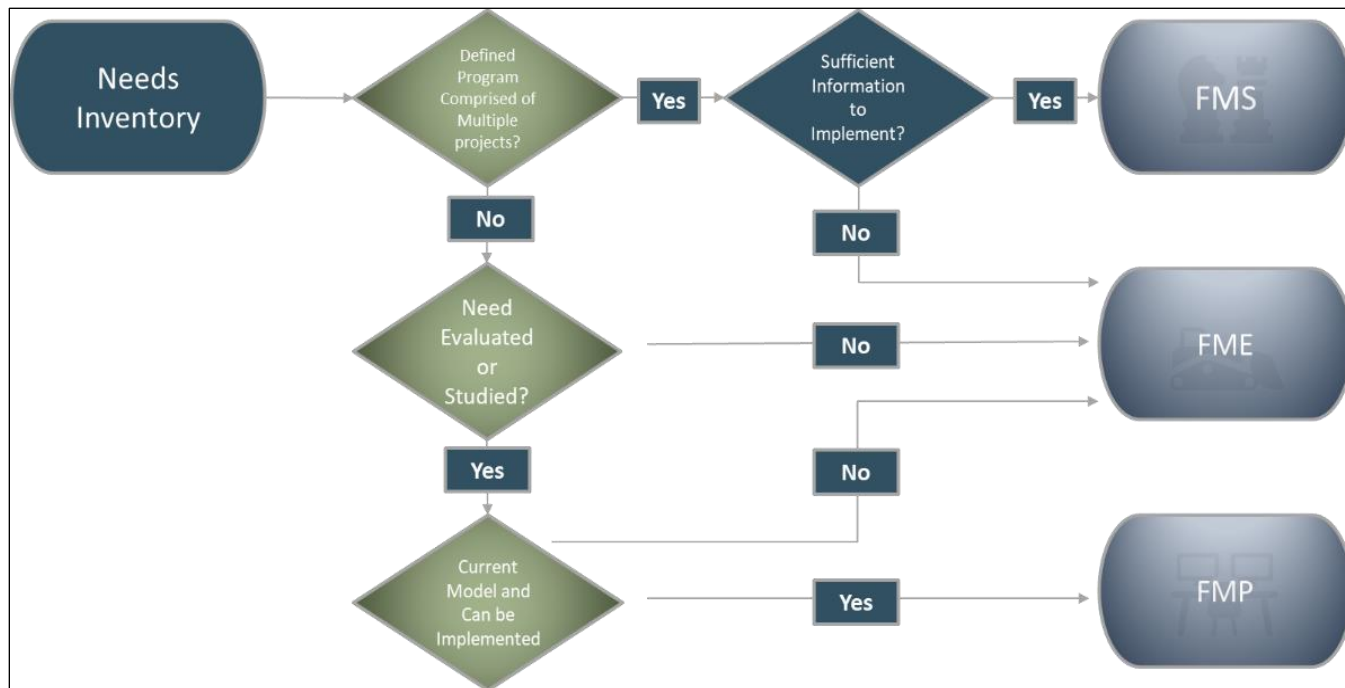 Needs
Inventory
Defined
Program
Comprised of
Multiple
projects?
Yes
Sufficient
Information
to
Implement?
Yes
FMS
No
No
Need
Evaluated
or
Studied?
No
FME
Yes
No
Current
Model and
Can be
Implemented
Yes
FMP